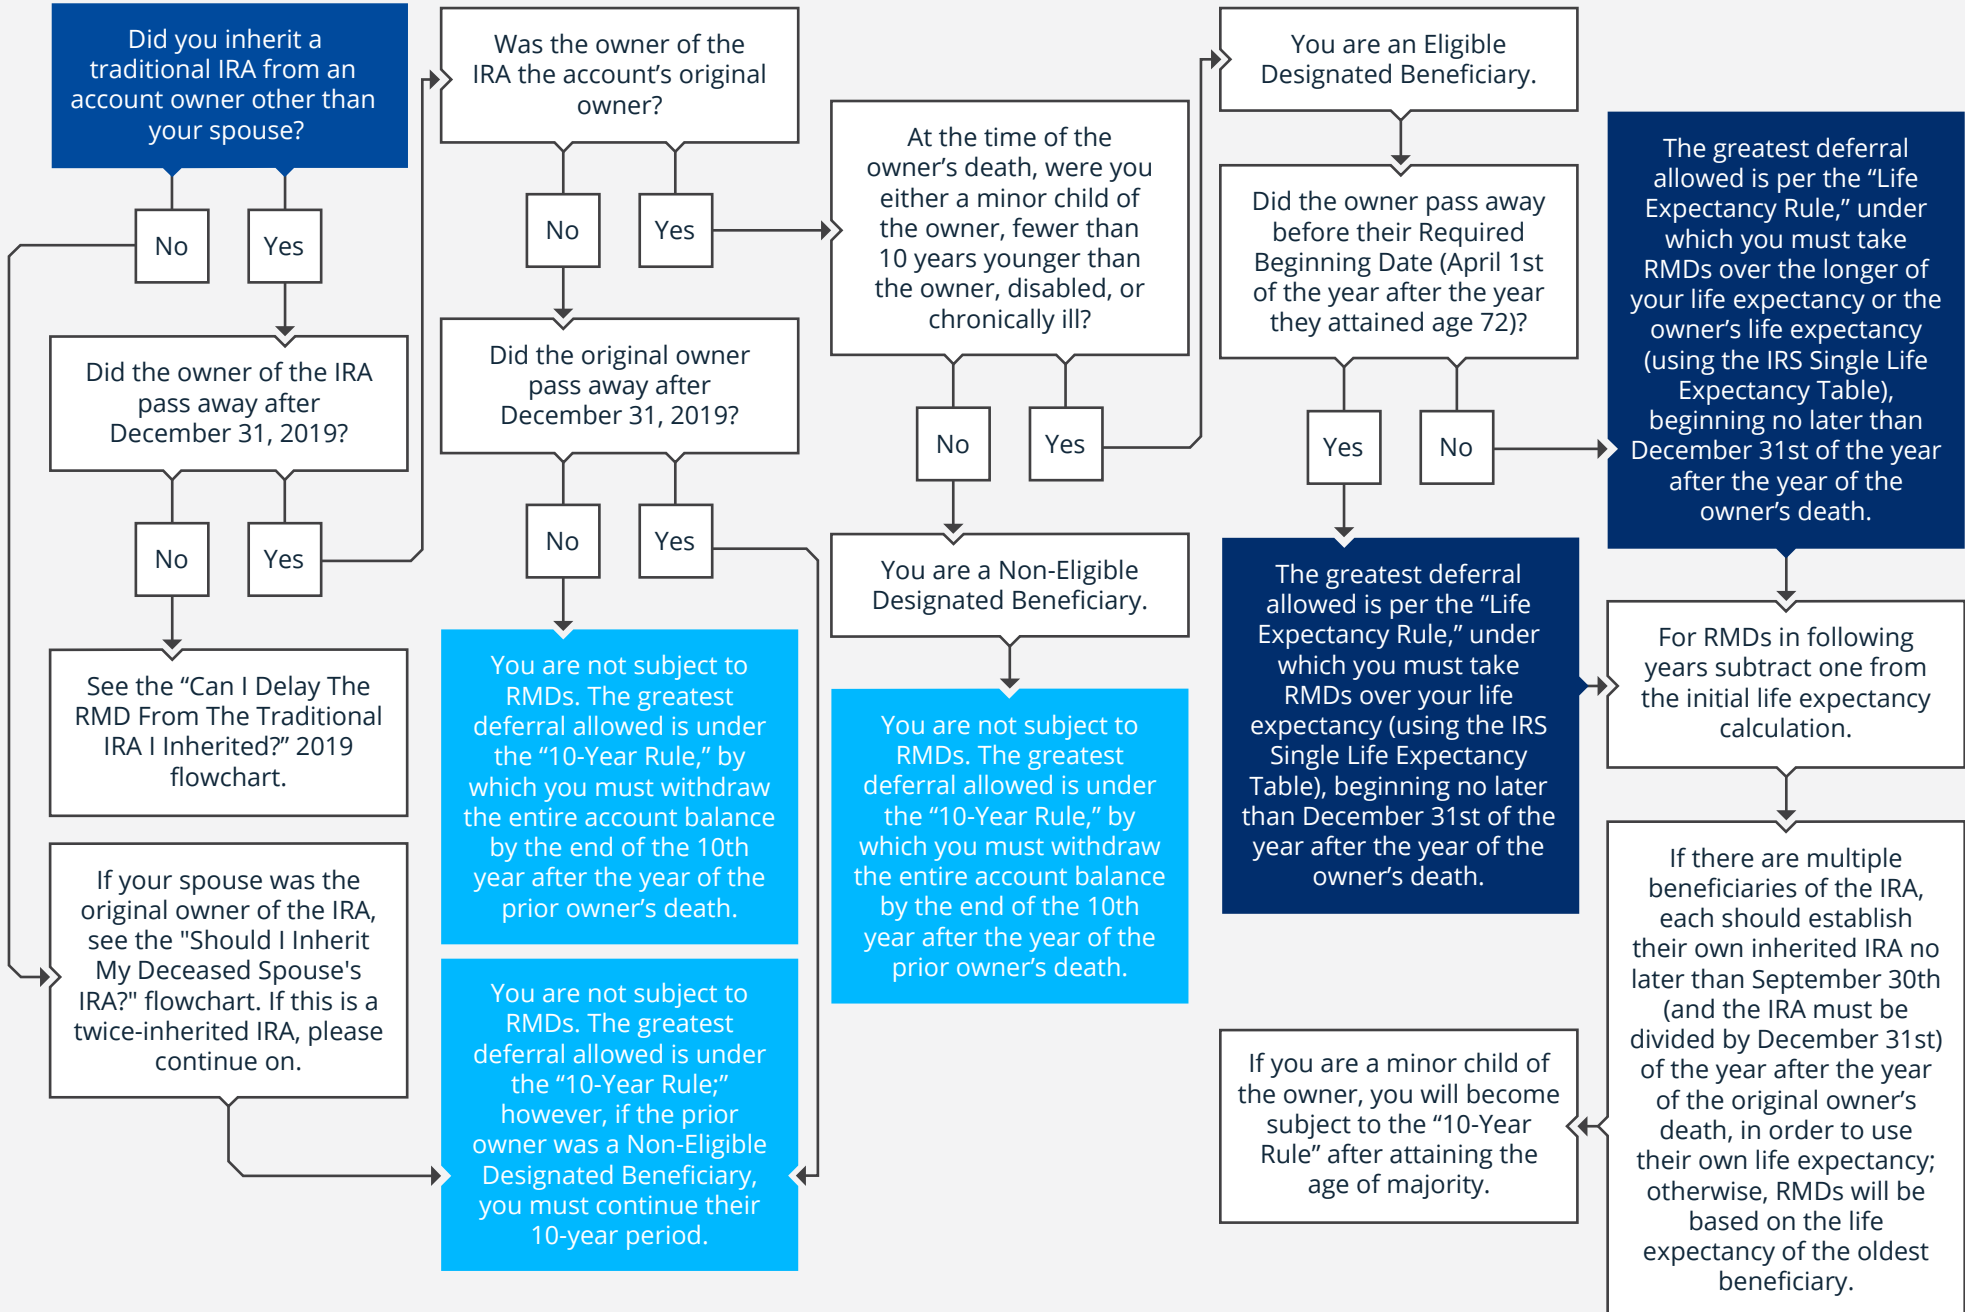 Did you inherit a
traditional IRA from an
account owner other than
your spouse?
No
Yes
Did the owner of the IRA
pass away after
December 31, 2019?
No
Yes
See the “Can I Delay The
RMD From The Traditional
IRA I Inherited?” 2019
flowchart.
If your spouse was the
original owner of the IRA,
see the "Should I Inherit
My Deceased Spouse's
IRA?" flowchart. If this is a
twice-inherited IRA, please
continue on.
Was the owner of the
IRA the account’s original
owner?
No
Yes
Did the original owner
pass away after
December 31, 2019?
No
Yes
You are not subject to
RMDs. The greatest
deferral allowed is under
the “10-Year Rule,” by
which you must withdraw
the entire account balance
by the end of the 10th
year after the year of the
prior owner’s death.
You are not subject to
RMDs. The greatest
deferral allowed is under
the “10-Year Rule;”
however, if the prior
owner was a Non-Eligible
Designated Beneficiary,
you must continue their
10-year period.
At the time of the
owner’s death, were you
either a minor child of
the owner, fewer than
10 years younger than
the owner, disabled, or
chronically ill?
No
Yes
You are a Non-Eligible
Designated Beneficiary.
You are not subject to
RMDs. The greatest
deferral allowed is under
the “10-Year Rule,” by
which you must withdraw
the entire account balance
by the end of the 10th
year after the year of the
prior owner’s death.
You are an Eligible
Designated Beneficiary.
Did the owner pass away
before their Required
Beginning Date (April 1st
of the year after the year
they attained age 72)?
Yes
No
The greatest deferral
allowed is per the “Life
Expectancy Rule,” under
which you must take
RMDs over your life
expectancy (using the IRS
Single Life Expectancy
Table), beginning no later
than December 31st of the
year after the year of the
owner’s death.
The greatest deferral
allowed is per the “Life
Expectancy Rule,” under
which you must take
RMDs over the longer of
your life expectancy or the
owner’s life expectancy
(using the IRS Single Life
Expectancy Table),
beginning no later than
December 31st of the year
after the year of the
owner’s death.
For RMDs in following
years subtract one from
the initial life expectancy
calculation.
If there are multiple
beneficiaries of the IRA,
each should establish
their own inherited IRA no
later than September 30th
(and the IRA must be
divided by December 31st)
of the year after the year
of the original owner’s
death, in order to use
their own life expectancy;
otherwise, RMDs will be
based on the life
expectancy of the oldest
beneficiary.
If you are a minor child of
the owner, you will become
subject to the “10-Year
Rule” after attaining the
age of majority.